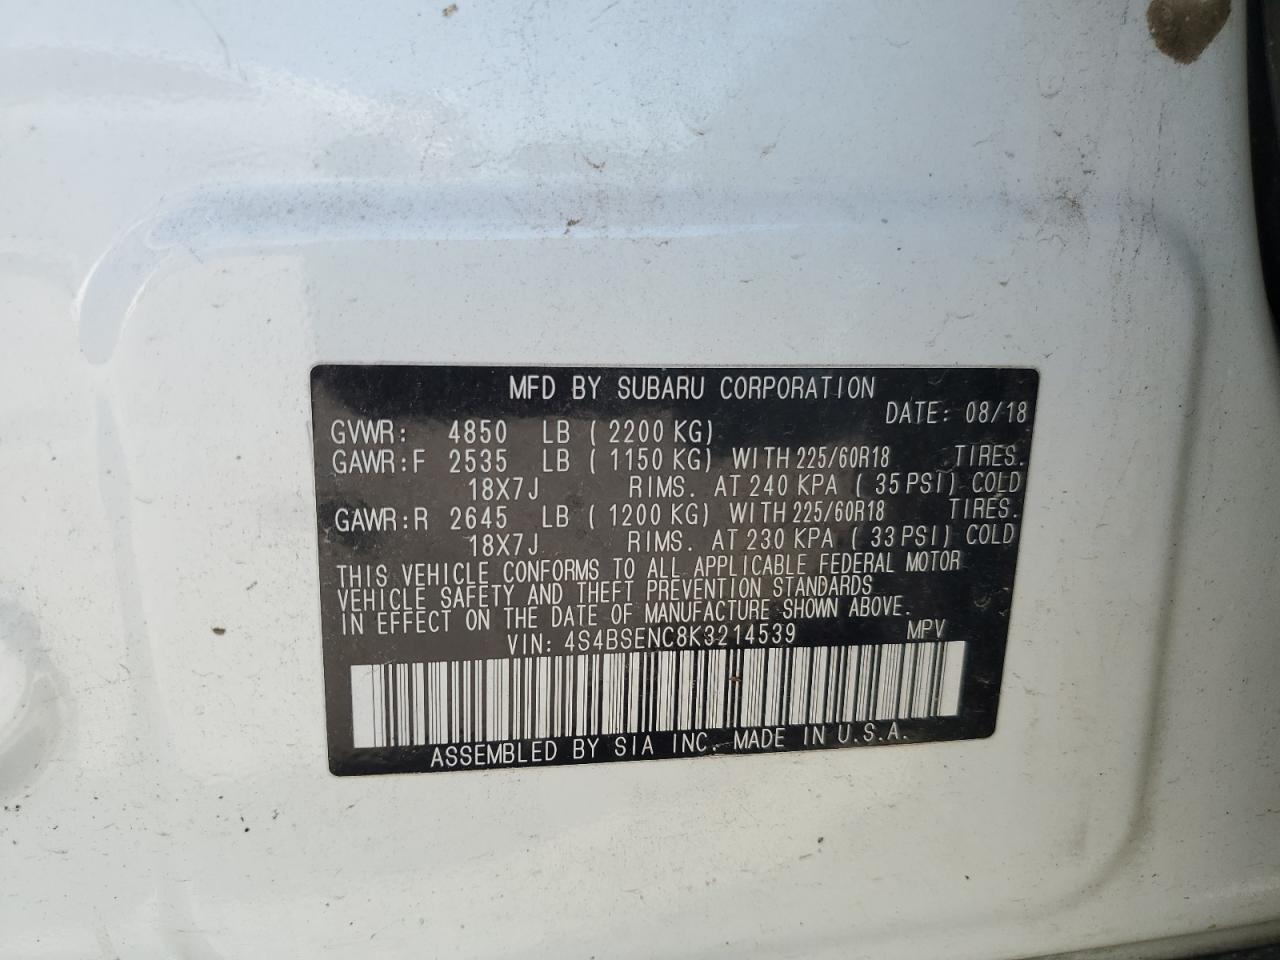 MFD BY SUBARU CORPORATION
DATE: 08/18
GVWR: 4850 LB ( 2200 KG)
GAWR:F 2535 LB ( 1150 KG) WITH 225/60R18 TIRES.
18X7J RIMS. AT 240 KPA ( 35 PSI) COLD
GAWR:R 2645 LB ( 1200 KG) WITH 225/60R18 TIRES.
18X7J RIMS. AT 230 KPA ( 33 PSI) COLD
THIS VEHICLE CONFORMS TO ALL APPLICABLE FEDERAL MOTOR
VEHICLE SAFETY AND THEFT PREVENTION STANDARDS
IN EFFECT ON THE DATE OF MANUFACTURE SHOWN ABOVE.
VIN: 4S4BSENC8K3214539 MPV
ASSEMBLED BY SIA INC. MADE IN U.S.A.